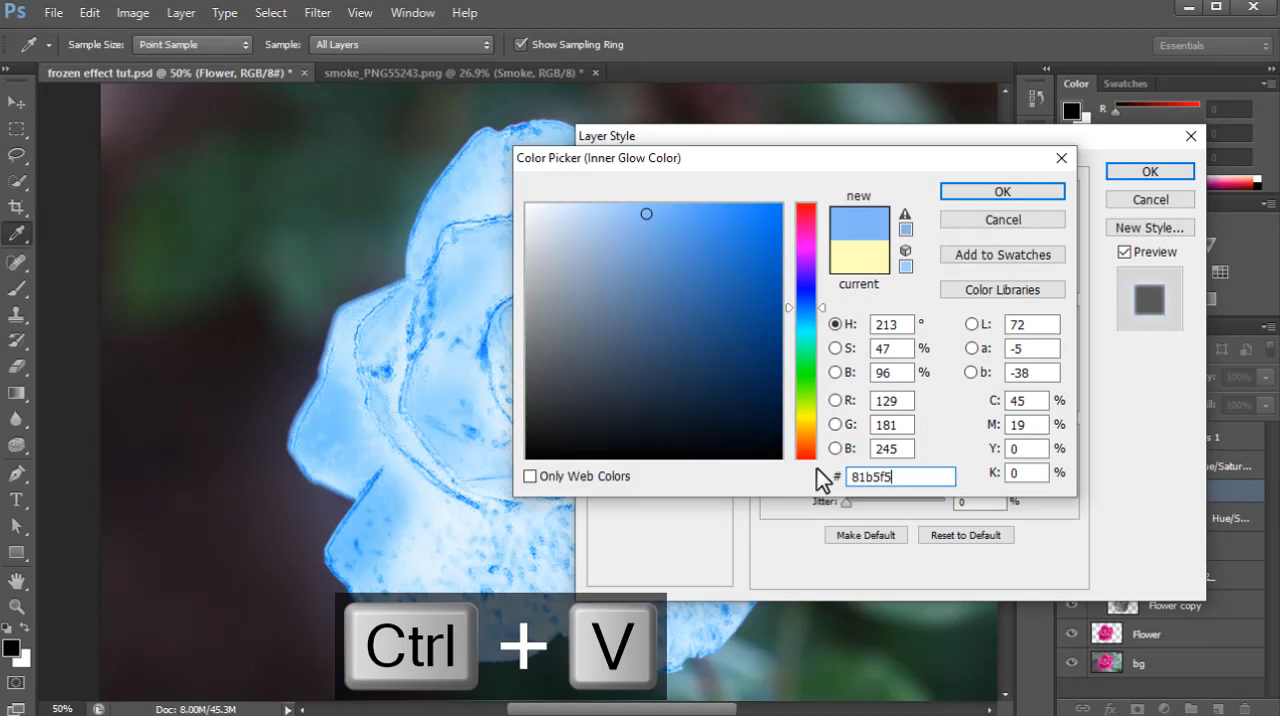 Ps File Edit Image Layer Type Select Filter View Window Help
Sample Size: Point Sample Sample: All Layers Show Sampling Ring Essentials
frozen effect tut.psd @ 50% (Flower, RGB/8#) * × smoke_PNG55243.png @ 26.9% (Smoke, RGB/8) * ×
Color Swatches
R 0
0
0
Layer Style
OK
Cancel
New Style...
Preview
Color Picker (Inner Glow Color)
new
current
OK
Cancel
Add to Swatches
Color Libraries
H: 213 ° L: 72
S: 47 % a: -5
B: 96 % b: -38
R: 129 C: 45 %
G: 181 M: 19 %
B: 245 Y: 0 %
# 81b5f5 K: 0 %
Only Web Colors
Jitter: 0 %
Make Default Reset to Default
100%
100%
s 1
e/Satur...
Hue/S...
Flower copy
Flower
bg
Ctrl + V
50% Doc: 8.00M/45.3M